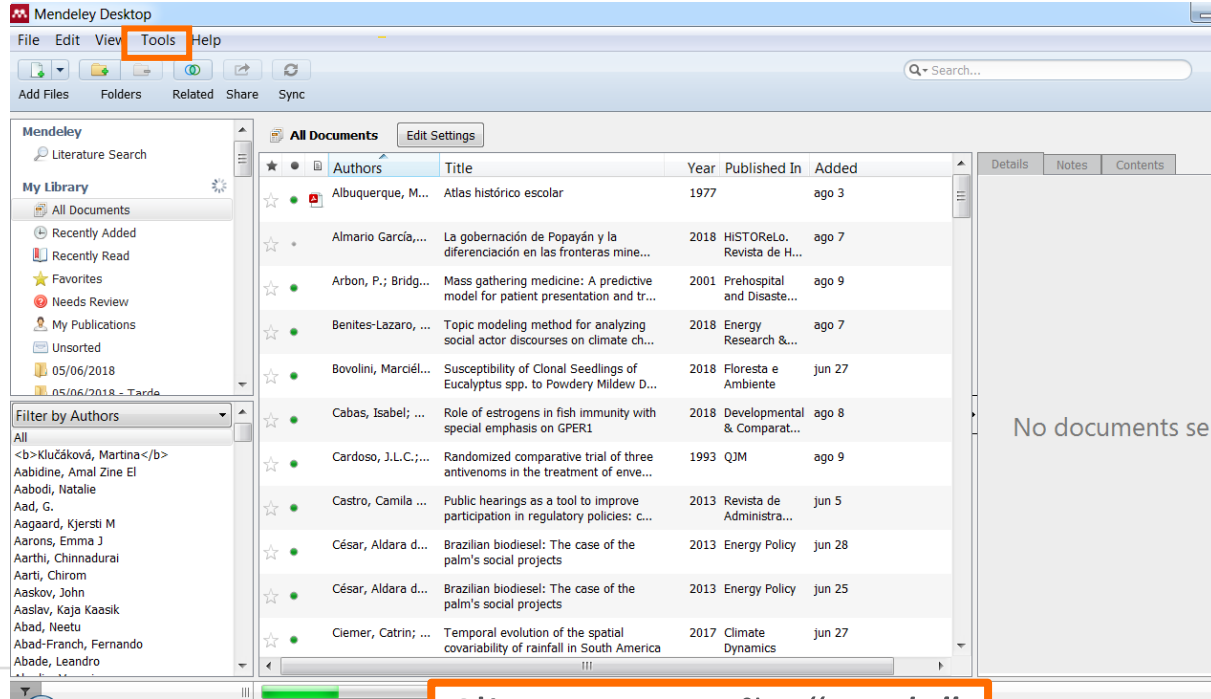 Mendeley Desktop
File Edit View Tools Help
Search...
Add Files Folders Related Share Sync
Mendeley
Literature Search
My Library
All Documents
Recently Added
Recently Read
Favorites
Needs Review
My Publications
Unsorted
05/06/2018
05/06/2018 - Tarde
Filter by Authors
All
<b>Klučáková, Martina</b>
Aabidine, Amal Zine El
Aabodi, Natalie
Aad, G.
Aagaard, Kjersti M
Aarons, Emma J
Aarthi, Chinnadurai
Aarti, Chirom
Aaskov, John
Aaslav, Kaja Kaasik
Abad, Neetu
Abad-Franch, Fernando
Abade, Leandro
All Documents Edit Settings
Authors Title Year Published In Added
Albuquerque, M... Atlas histórico escolar 1977 ago 3
Almario García,... La gobernación de Popayán y la 2018 HiSTOReLo. ago 7
diferenciación en las fronteras mine... Revista de H...
Arbon, P.; Bridg... Mass gathering medicine: A predictive 2001 Prehospital ago 9
model for patient presentation and tr... and Disaste...
Benites-Lazaro, ... Topic modeling method for analyzing 2018 Energy ago 7
social actor discourses on climate ch... Research &...
Bovolini, Marciél... Susceptibility of Clonal Seedlings of 2018 Floresta e jun 27
Eucalyptus spp. to Powdery Mildew D... Ambiente
Cabas, Isabel; ... Role of estrogens in fish immunity with 2018 Developmental ago 8
special emphasis on GPER1 & Comparat...
Cardoso, J.L.C.;... Randomized comparative trial of three 1993 QJM ago 9
antivenoms in the treatment of enve...
Castro, Camila ... Public hearings as a tool to improve 2013 Revista de jun 5
participation in regulatory policies: c... Administra...
César, Aldara d... Brazilian biodiesel: The case of the 2013 Energy Policy jun 28
palm's social projects
César, Aldara d... Brazilian biodiesel: The case of the 2013 Energy Policy jun 25
palm's social projects
Ciemer, Catrin; ... Temporal evolution of the spatial 2017 Climate jun 27
covariability of rainfall in South America Dynamics
Details Notes Contents
No documents se